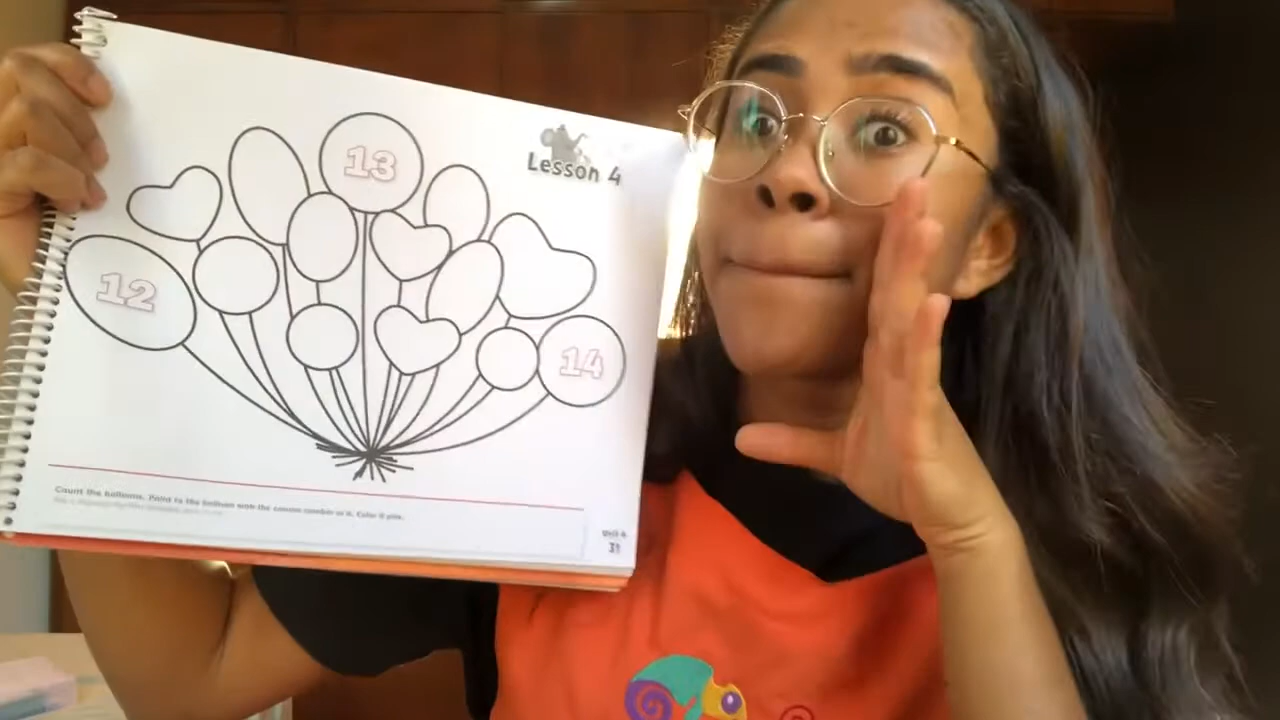 13
Lesson 4
12
14
Count the balloons. Point to the balloon with the correct number on it. Color it pink.
Unit 4
31